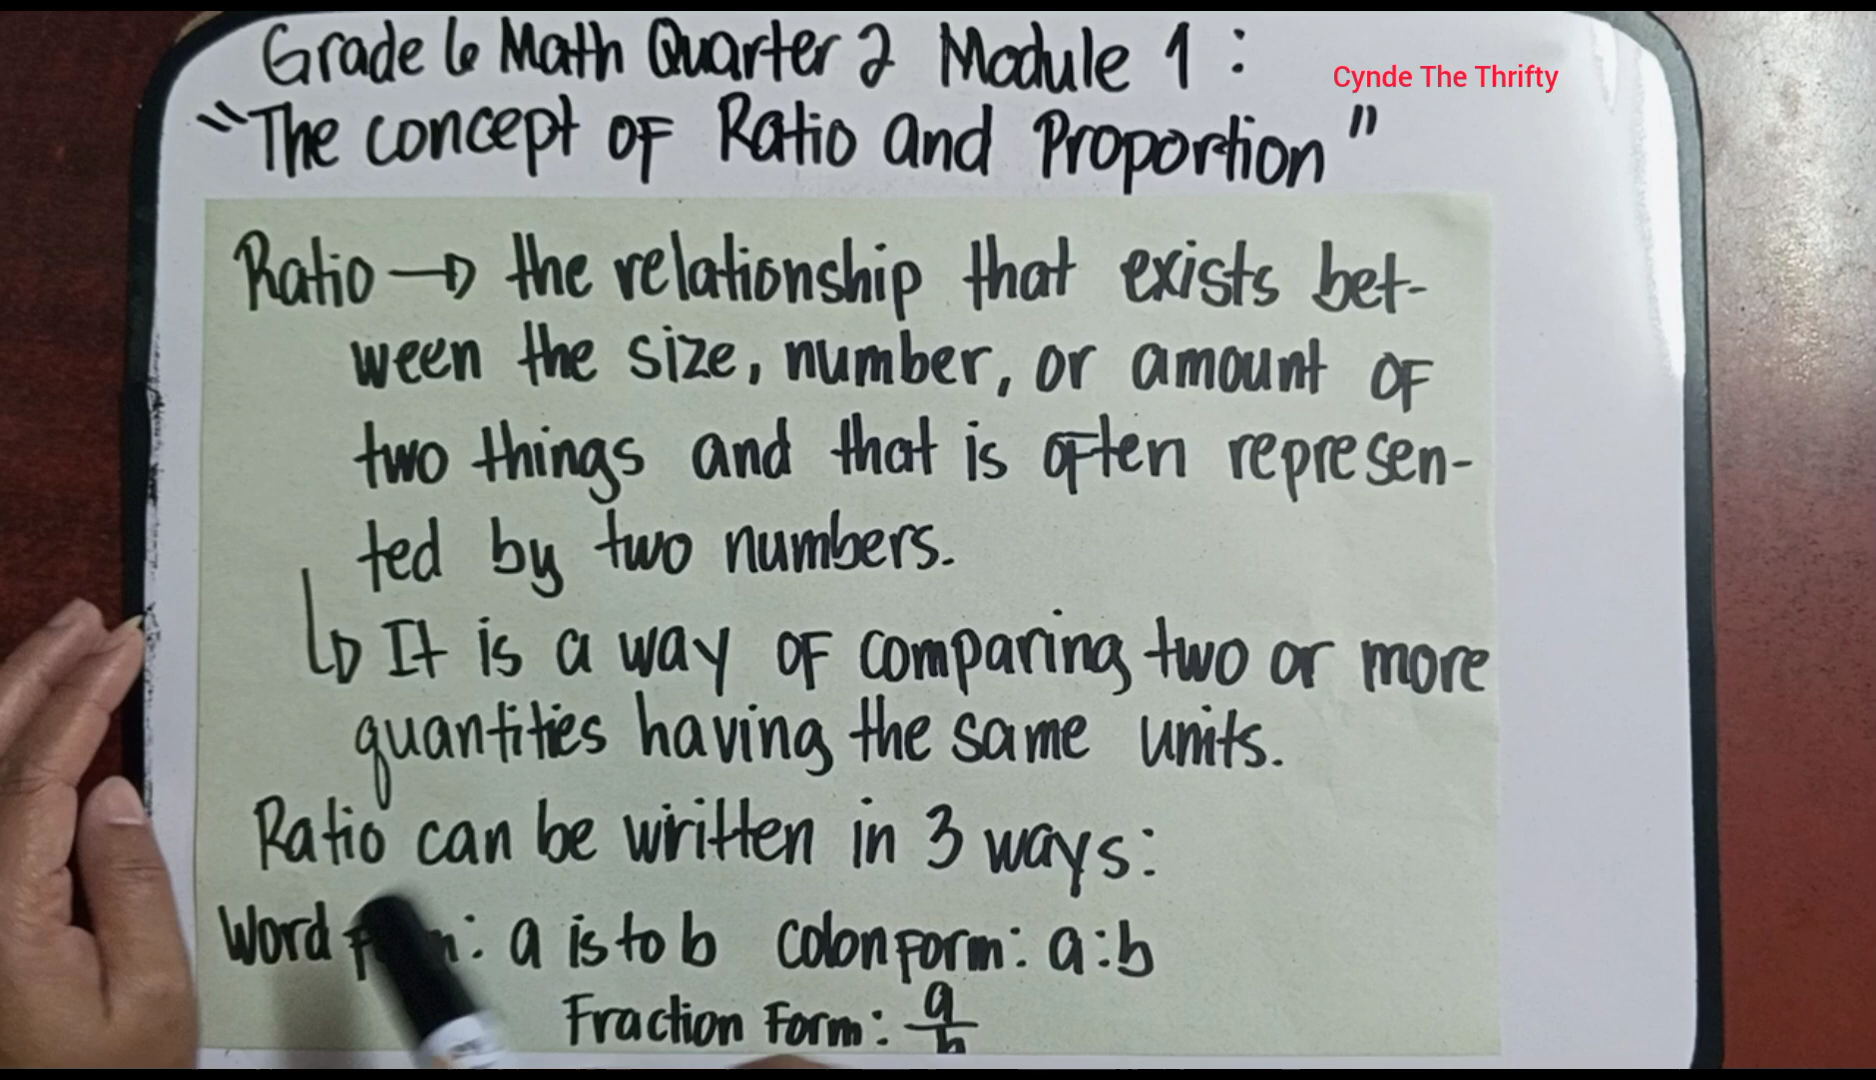 Grade 6 Math Quarter 2 Module 1 :
Cynde The Thrifty
"The concept of Ratio and Proportion"
Ratio → the relationship that exists bet-
ween the size, number, or amount of
two things and that is often represen-
ted by two numbers.
↳ It is a way of comparing two or more
quantities having the same units.
Ratio can be written in 3 ways:
Word : a is to b colon form: a:b
Fraction Form: a/b